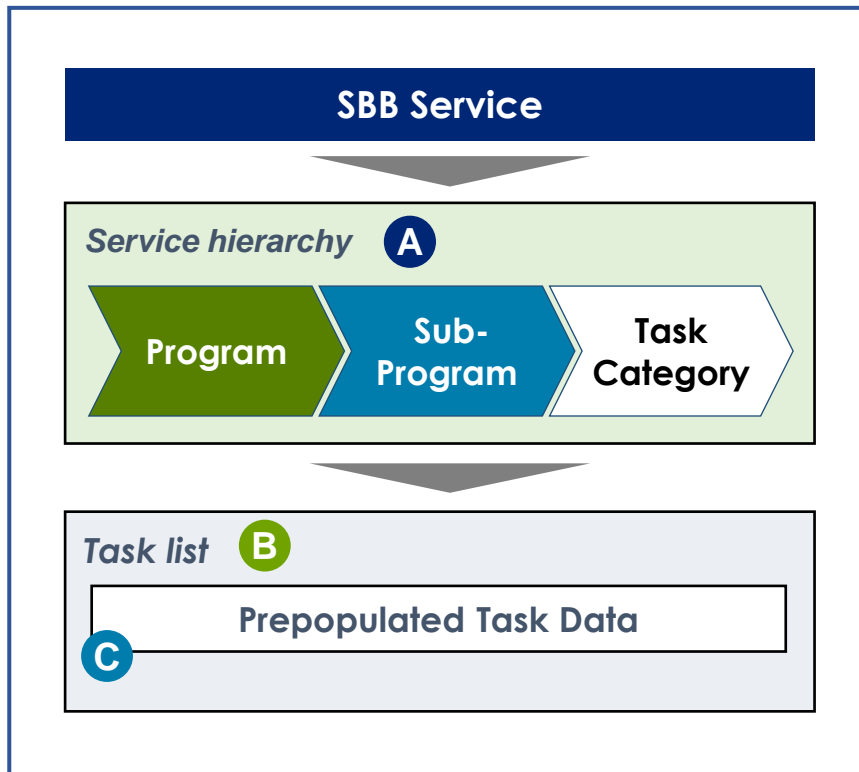 SBB Service
Service hierarchy A
Program
Sub-
Program
Task
Category
Task list B
Prepopulated Task Data
C